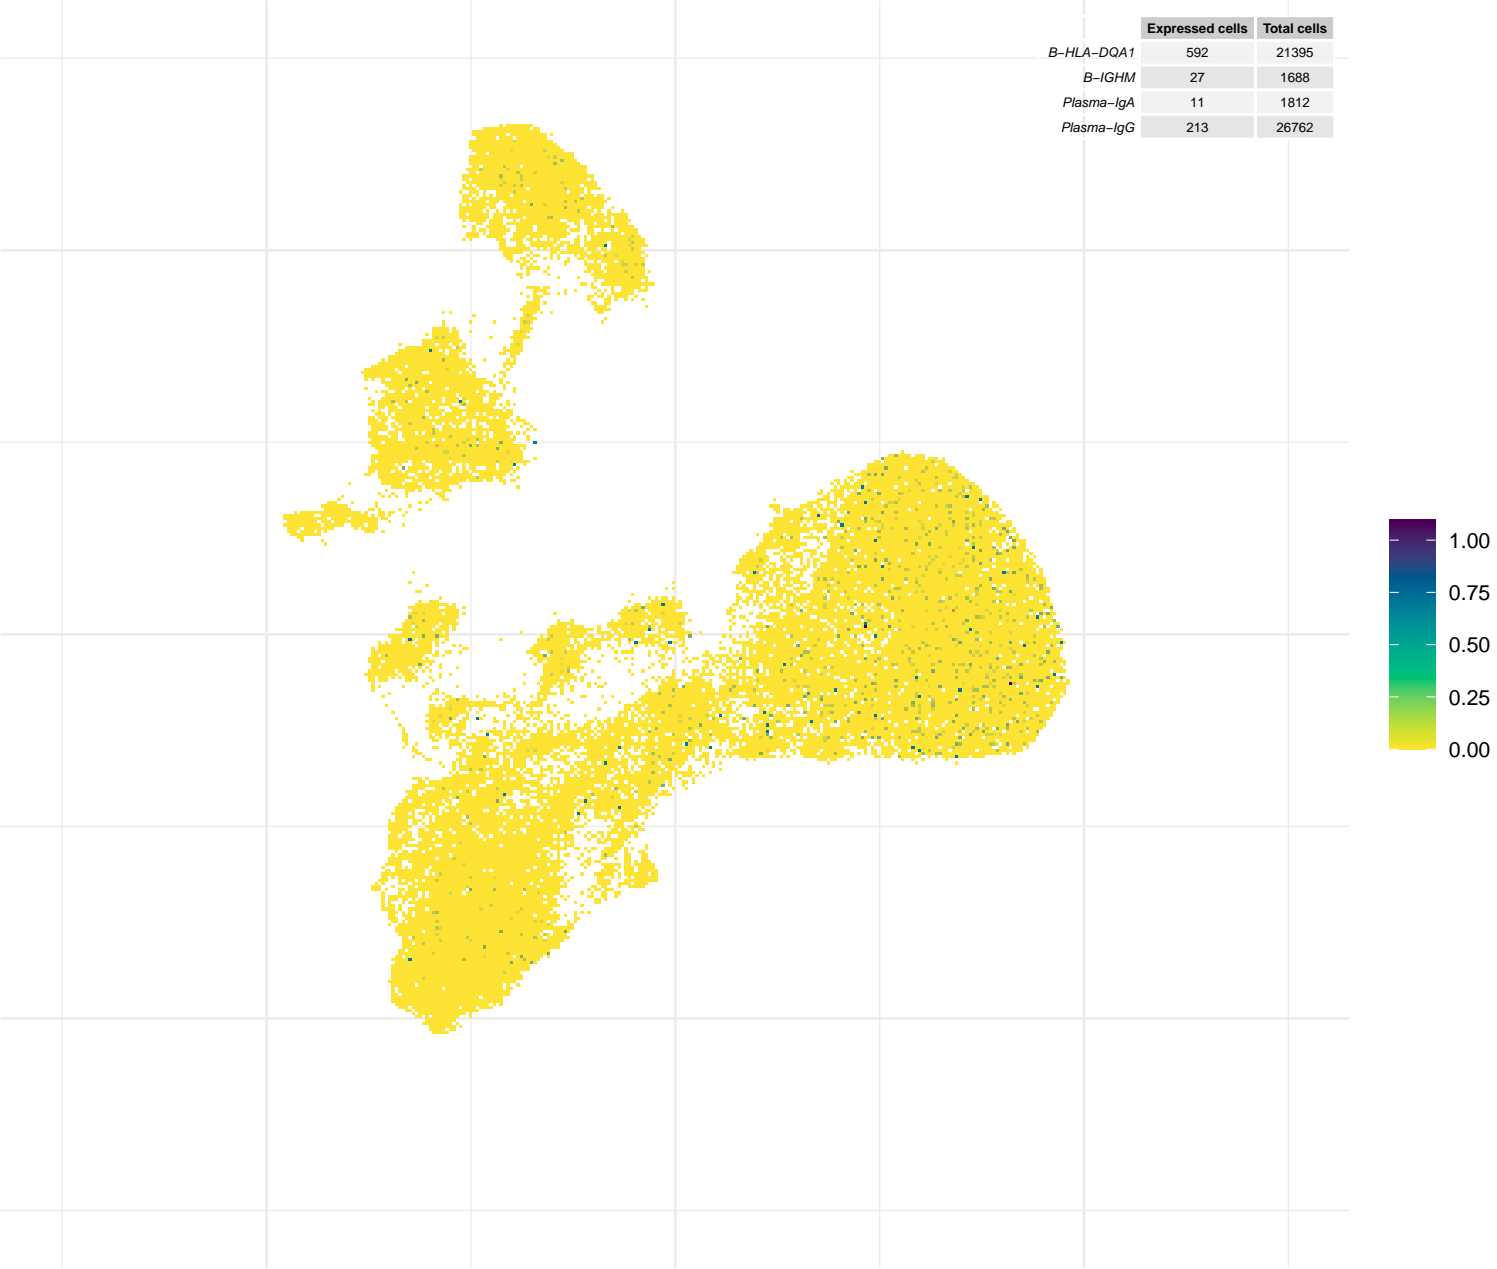 Expressed cells Total cells
B−HLA−DQA1 592 21395
B−IGHM 27 1688
Plasma−IgA 11 1812
Plasma−IgG 213 26762
1.00
0.75
0.50
0.25
0.00